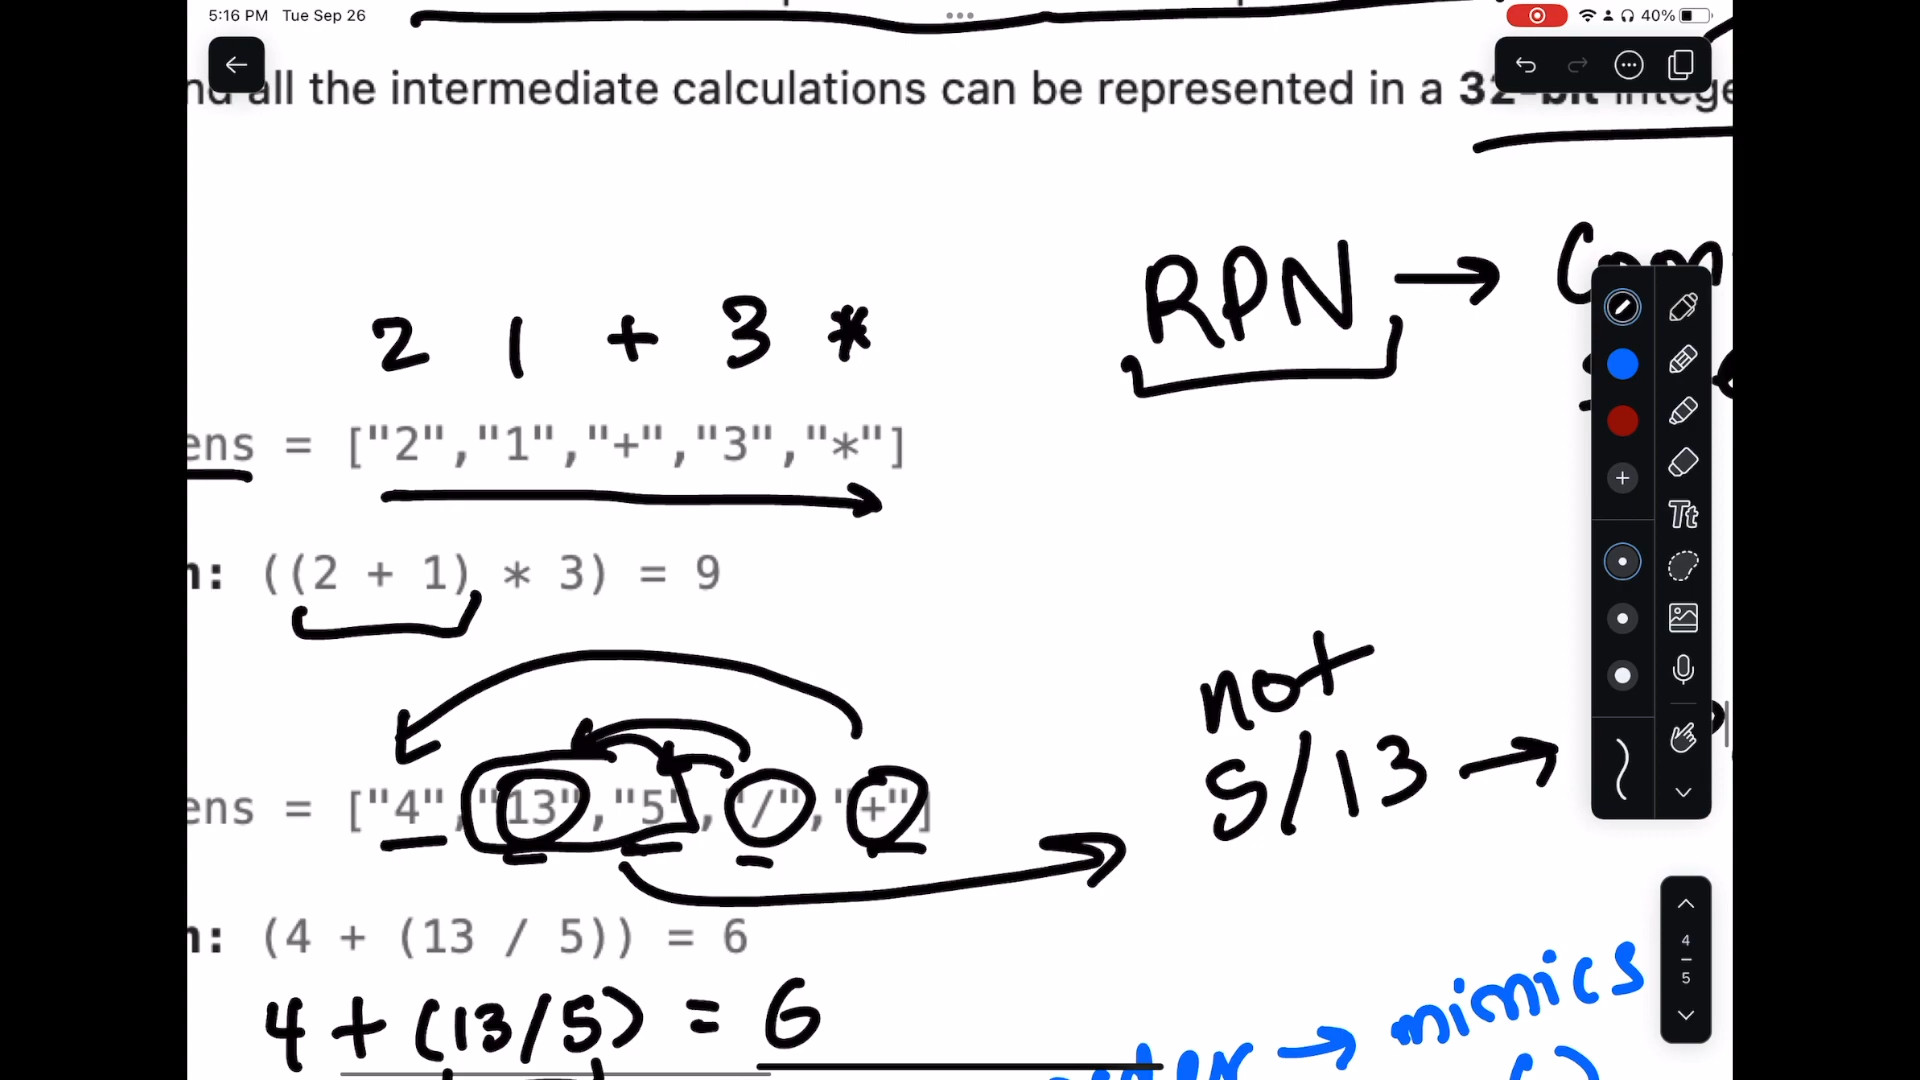 5:16 PM Tue Sep 26
40%
all the intermediate calculations can be represented in a 32-bit
RPN →
2 1 + 3 *
ens = ["2","1","+","3","*"]
: ((2 + 1) * 3) = 9
not
5/13 →
ens = ["4","13","5","/","+"]
: (4 + (13 / 5)) = 6
4 + (13/5) = 6
→ mimics
Tt
4
5